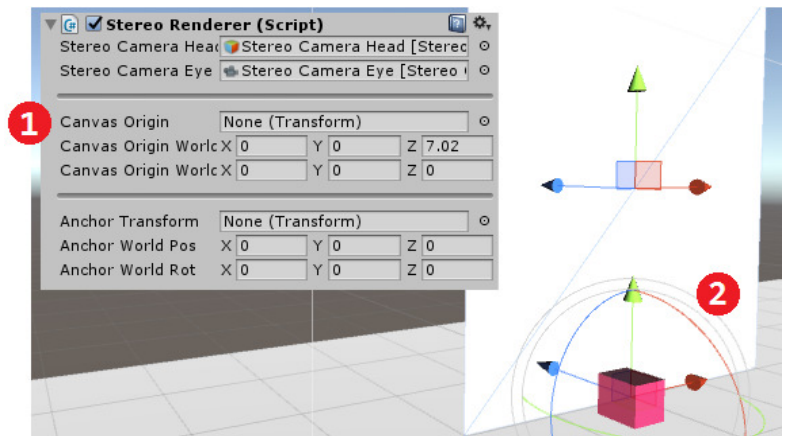 Stereo Renderer (Script)
Stereo Camera Head Stereo Camera Head [Stereo
Stereo Camera Eye Stereo Camera Eye [Stereo
1
Canvas Origin None (Transform)
Canvas Origin World X 0 Y 0 Z 7.02
Canvas Origin World X 0 Y 0 Z 0
Anchor Transform None (Transform)
Anchor World Pos X 0 Y 0 Z 0
Anchor World Rot X 0 Y 0 Z 0
2